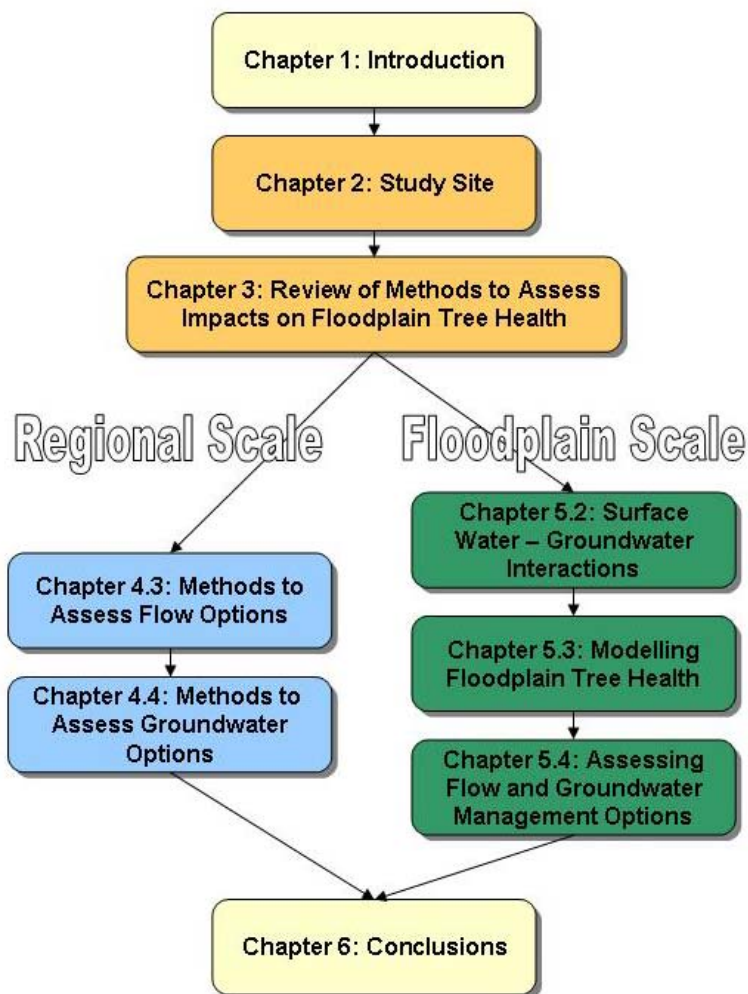 Chapter 1: Introduction
Chapter 2: Study Site
Chapter 3: Review of Methods to Assess
Impacts on Floodplain Tree Health
Regional Scale
Floodplain Scale
Chapter 4.3: Methods to
Assess Flow Options
Chapter 4.4: Methods to
Assess Groundwater
Options
Chapter 5.2: Surface
Water – Groundwater
Interactions
Chapter 5.3: Modelling
Floodplain Tree Health
Chapter 5.4: Assessing
Flow and Groundwater
Management Options
Chapter 6: Conclusions